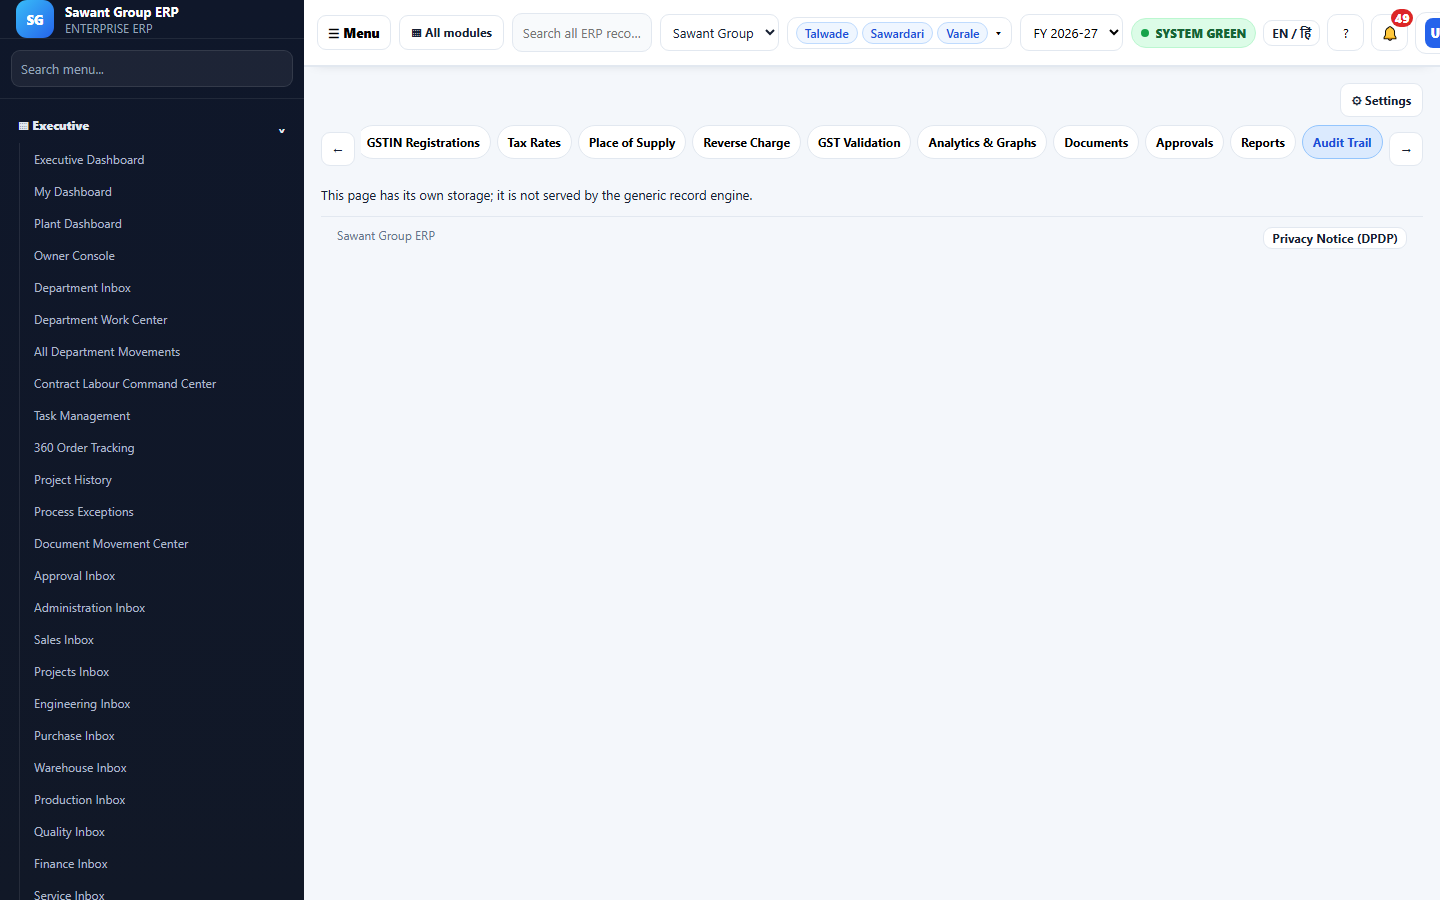 SG
Sawant Group ERP
ENTERPRISE ERP
☰ Menu
All modules
Search all ERP reco...
Sawant Group
Talwade
Sawardari
Varale
FY 2026-27
SYSTEM GREEN
EN / हिं
?
49
U
Search menu...
Settings
Executive
← GSTIN Registrations Tax Rates Place of Supply Reverse Charge GST Validation Analytics & Graphs Documents Approvals Reports Audit Trail →
This page has its own storage; it is not served by the generic record engine.
Sawant Group ERP
Privacy Notice (DPDP)
Executive Dashboard
My Dashboard
Plant Dashboard
Owner Console
Department Inbox
Department Work Center
All Department Movements
Contract Labour Command Center
Task Management
360 Order Tracking
Project History
Process Exceptions
Document Movement Center
Approval Inbox
Administration Inbox
Sales Inbox
Projects Inbox
Engineering Inbox
Purchase Inbox
Warehouse Inbox
Production Inbox
Quality Inbox
Finance Inbox
Service Inbox